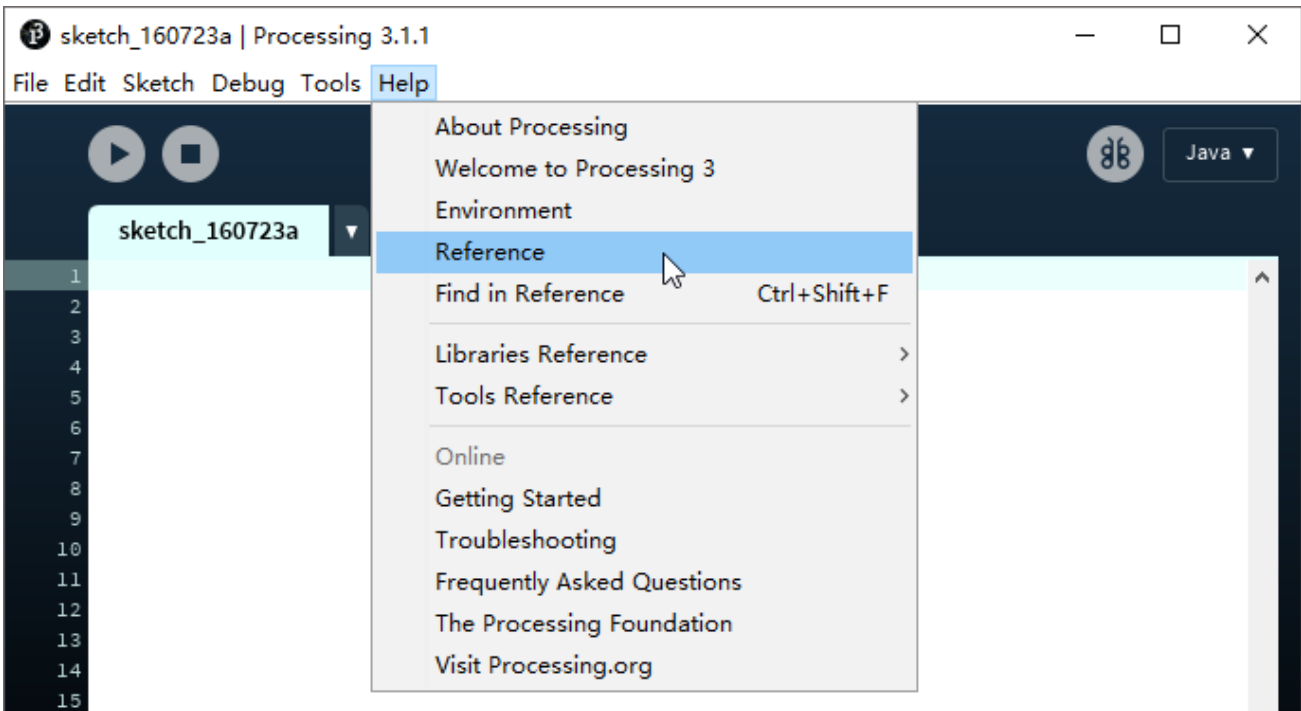 sketch_160723a | Processing 3.1.1
File Edit Sketch Debug Tools Help
About Processing
Welcome to Processing 3
Environment
Reference
Find in Reference Ctrl+Shift+F
Libraries Reference
Tools Reference
Online
Getting Started
Troubleshooting
Frequently Asked Questions
The Processing Foundation
Visit Processing.org
Java
sketch_160723a
1
2
3
4
5
6
7
8
9
10
11
12
13
14
15